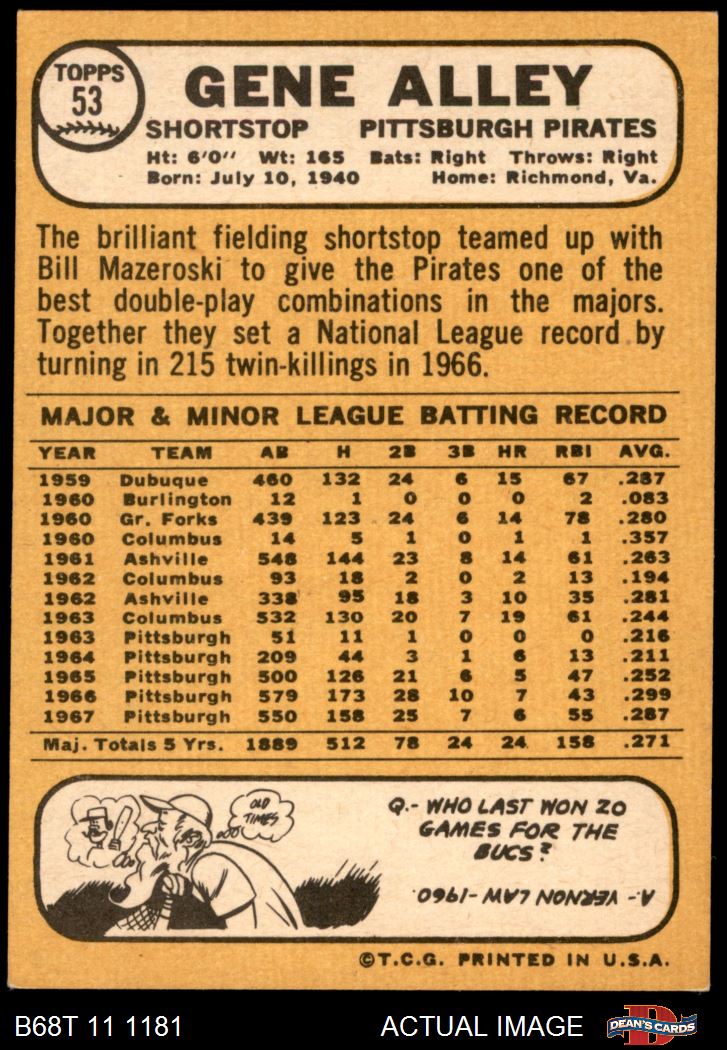 TOPPS
53
GENE ALLEY
SHORTSTOP PITTSBURGH PIRATES
Ht: 6'0" Wt: 165 Bats: Right Throws: Right
Born: July 10, 1940 Home: Richmond, Va.
The brilliant fielding shortstop teamed up with
Bill Mazeroski to give the Pirates one of the
best double-play combinations in the majors.
Together they set a National League record by
turning in 215 twin-killings in 1966.
MAJOR & MINOR LEAGUE BATTING RECORD
YEAR TEAM AB H 2B 3B HR RBI AVG.
1959 Dubuque 460 132 24 6 15 67 .287
1960 Burlington 12 1 0 0 0 2 .083
1960 Gr. Forks 439 123 24 6 14 78 .280
1960 Columbus 14 5 1 0 1 1 .357
1961 Ashville 548 144 23 8 14 61 .263
1962 Columbus 93 18 2 0 2 13 .194
1962 Ashville 338 95 18 3 10 35 .281
1963 Columbus 532 130 20 7 19 61 .244
1963 Pittsburgh 51 11 1 0 0 0 .216
1964 Pittsburgh 209 44 3 1 6 13 .211
1965 Pittsburgh 500 126 21 6 5 47 .252
1966 Pittsburgh 579 173 28 10 7 43 .299
1967 Pittsburgh 550 158 25 7 6 55 .287
Maj. Totals 5 Yrs. 1889 512 78 24 24 158 .271
OLD
TIMES
Q.- WHO LAST WON 20
GAMES FOR THE
BUCS?
A- VERNON LAW -1960.
©T.C.G. PRINTED IN U.S.A.
B68T 11 1181 ACTUAL IMAGE D DEAN'S CARDS